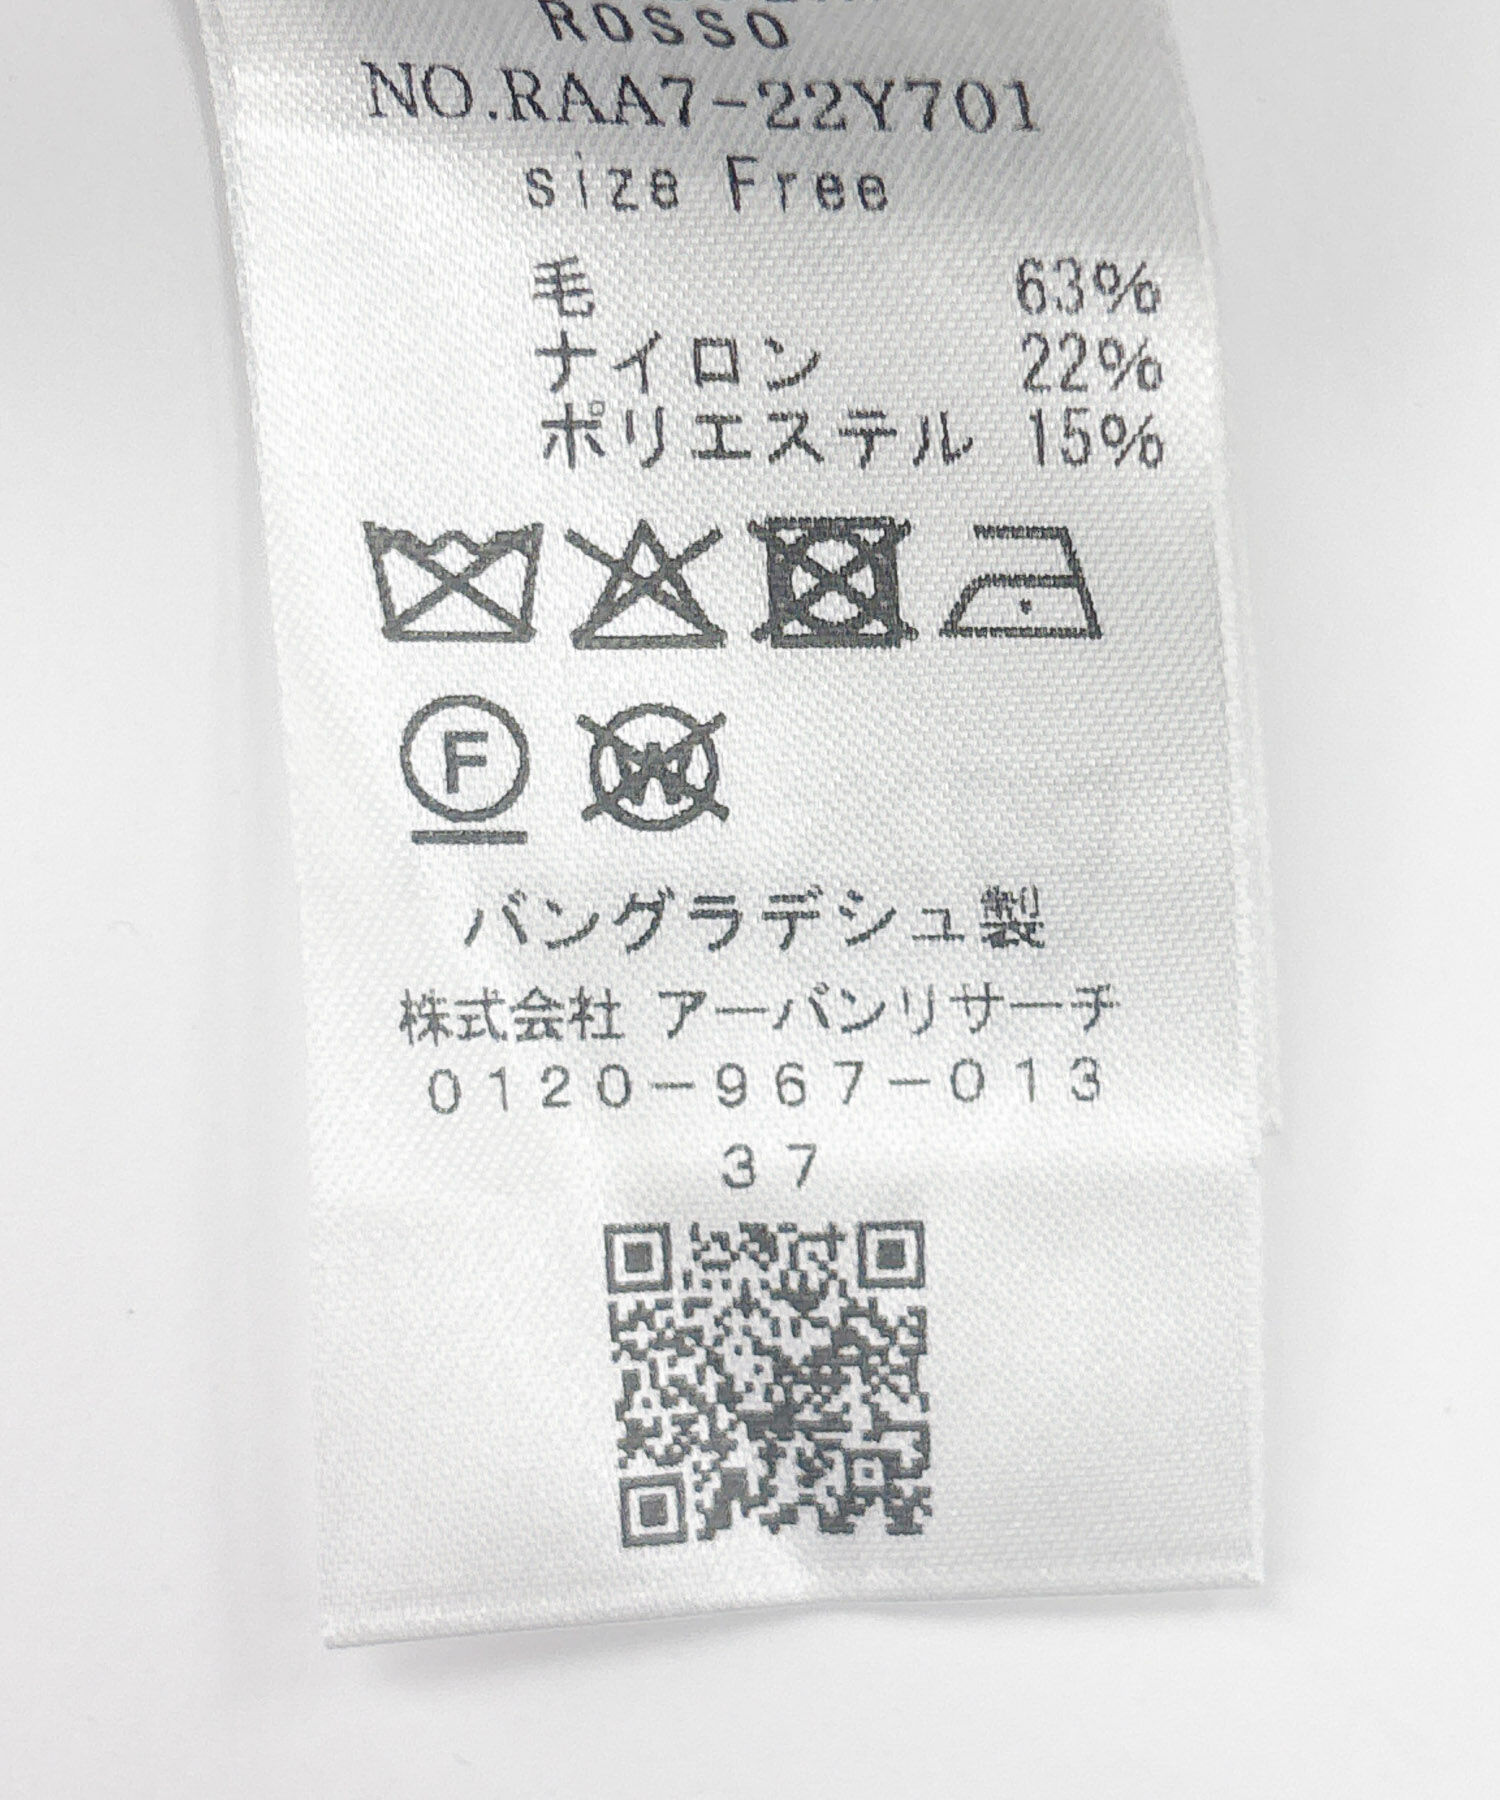 ROSSO
NO.RAA7-22Y701
size Free
毛 63%
ナイロン 22%
ポリエステル 15%
F W
バングラデシュ製
株式会社 アーバンリサーチ
0120-967-013
37